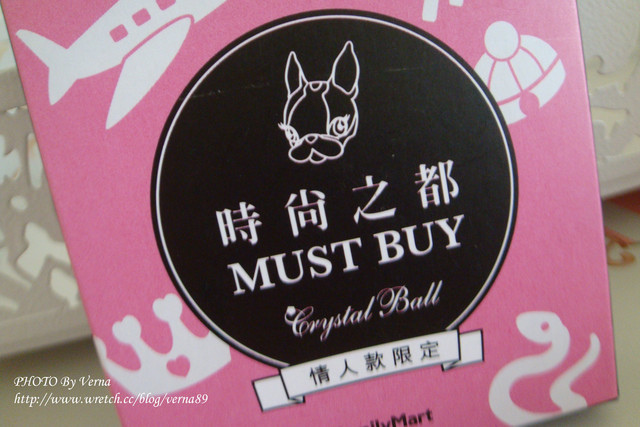 時尚之都
MUST BUY
Crystal Ball
情人款限定
FamilyMart
PHOTO By Verna
http://www.wretch.cc/blog/verna89